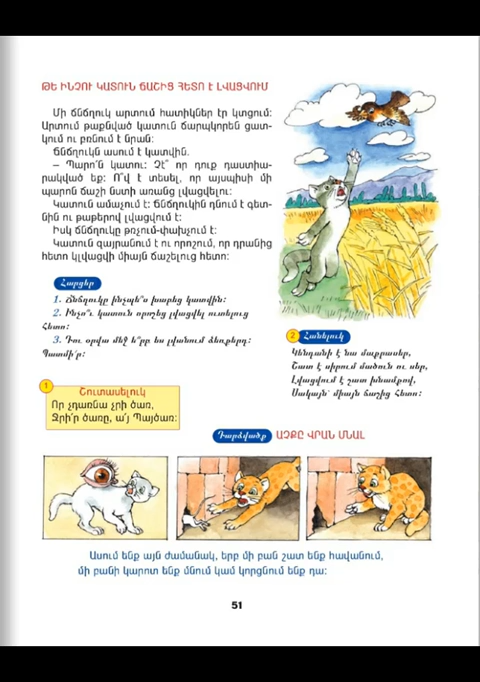 ԹԵ ԻՆՉՈՒ ԿԱՏՈՒՆ ՃԱՇԻՑ ՀԵՏՈ Է ԼՎԱՑՎՈՒՄ
Մի ճնճղուկ արտում հատիկներ էր կտցում:
Արտում թաքնված կատուն ճարպկորեն ցատ-
կում ու բռնում է նրան:
Ճնճղուկն ասում է կատվին.
– Պարո՛ն կատու: Չէ՞ որ դուք դաստիա-
րակված եք: Ո՞վ է տեսել, որ այսպիսի մի
պարոն ճաշի նստի առանց լվացվելու:
Կատուն ամաչում է: Ճնճղուկին դնում է գետ-
նին ու թաթերով լվացվում է:
Իսկ ճնճղուկը թռչում-փախչում է:
Կատուն զայրանում է ու որոշում, որ դրանից
հետո կլվացվի միայն ճաշելուց հետո:
Հարցեր
1. Ճնճղուկը ինչպե՞ս խաբեց կատվին:
2. Ինչո՞ւ կատուն որոշեց լվացվել ուտելուց
հետո:
3. Դու օրվա մեջ ե՞րբ ես լվանում ձեռքերդ:
Պատմի՛ր:
1
Շուտասելուկ
Որ չդառնա չրի ծառ,
Ջրի՛ր ծառը, ա՛յ Պայծառ:
2 Հանելուկ
Կենդանի է նա մաքրասեր,
Շատ է սիրում մածուն ու սեր,
Լվացվում է շատ խնամքով,
Սակայն՝ միայն ճաշից հետո:
Դարձվածք ԱՉՔԸ ՎՐԱՆ ՄՆԱԼ
Ասում ենք այն ժամանակ, երբ մի բան շատ ենք հավանում,
մի բանի կարոտ ենք մնում կամ կորցնում ենք դա:
51